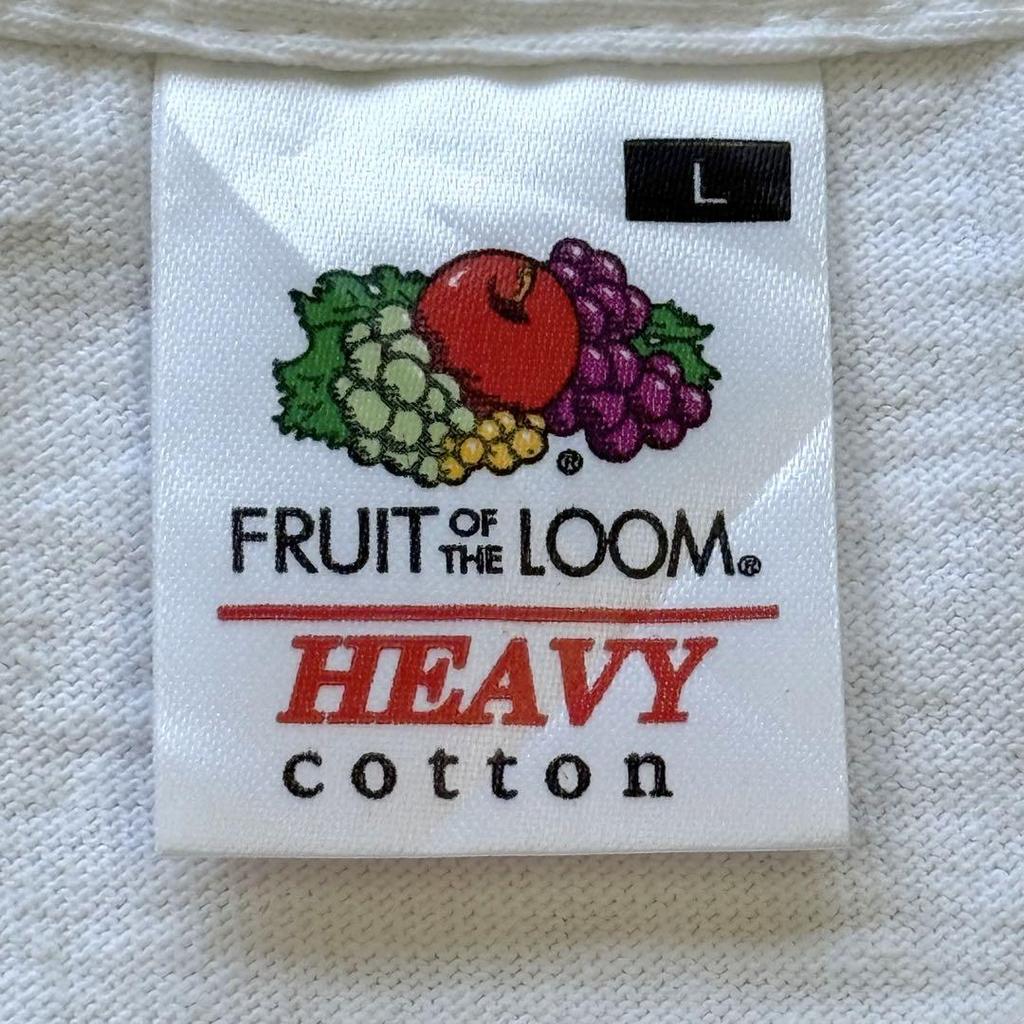 L
®
FRUIT OF THE LOOM®
HEAVY
cotton